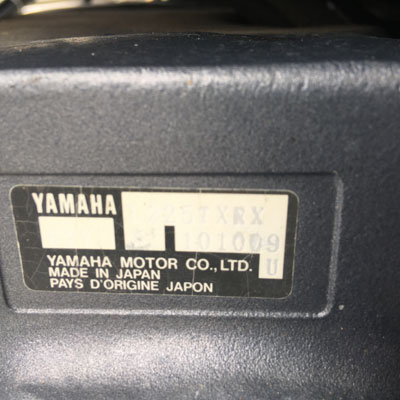 YAMAHA
225TXRX
101009
U
YAMAHA MOTOR CO., LTD.
MADE IN JAPAN
PAYS D'ORIGINE JAPON